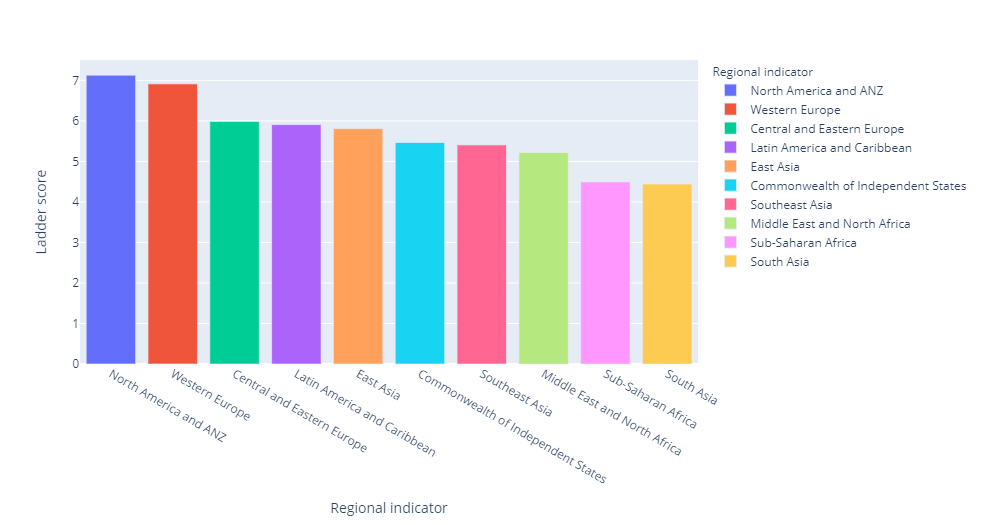 Ladder score
7
6
5
4
3
2
1
0
North America and ANZ
Western Europe
Central and Eastern Europe
Latin America and Caribbean
East Asia
Commonwealth of Independent States
Southeast Asia
Middle East and North Africa
Sub-Saharan Africa
South Asia
Regional indicator
Regional indicator
North America and ANZ
Western Europe
Central and Eastern Europe
Latin America and Caribbean
East Asia
Commonwealth of Independent States
Southeast Asia
Middle East and North Africa
Sub-Saharan Africa
South Asia